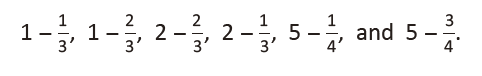 1 − 1/3, 1 − 2/3, 2 − 2/3, 2 − 1/3, 5 − 1/4, and 5 − 3/4.